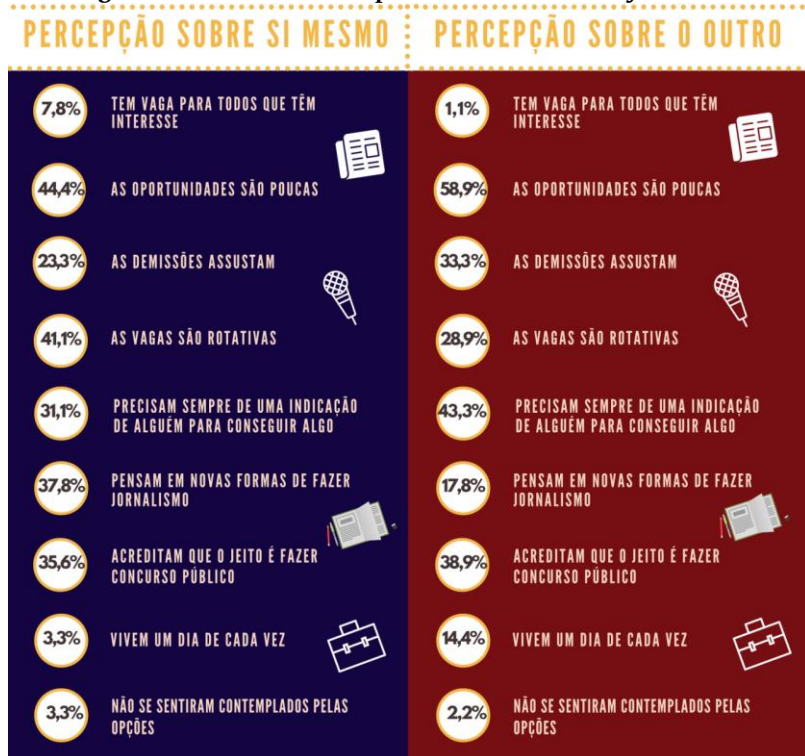 PERCEPÇÃO SOBRE SI MESMO
7,8%
TEM VAGA PARA TODOS QUE TÊM
INTERESSE
44,4%
AS OPORTUNIDADES SÃO POUCAS
23,3%
AS DEMISSÕES ASSUSTAM
41,1%
AS VAGAS SÃO ROTATIVAS
31,1%
PRECISAM SEMPRE DE UMA INDICAÇÃO
DE ALGUÉM PARA CONSEGUIR ALGO
37,8%
PENSAM EM NOVAS FORMAS DE FAZER
JORNALISMO
35,6%
ACREDITAM QUE O JEITO É FAZER
CONCURSO PÚBLICO
3,3%
VIVEM UM DIA DE CADA VEZ
3,3%
NÃO SE SENTIRAM CONTEMPLADOS PELAS
OPÇÕES
PERCEPÇÃO SOBRE O OUTRO
1,1%
TEM VAGA PARA TODOS QUE TÊM
INTERESSE
58,9%
AS OPORTUNIDADES SÃO POUCAS
33,3%
AS DEMISSÕES ASSUSTAM
28,9%
AS VAGAS SÃO ROTATIVAS
43,3%
PRECISAM SEMPRE DE UMA INDICAÇÃO
DE ALGUÉM PARA CONSEGUIR ALGO
17,8%
PENSAM EM NOVAS FORMAS DE FAZER
JORNALISMO
38,9%
ACREDITAM QUE O JEITO É FAZER
CONCURSO PÚBLICO
14,4%
VIVEM UM DIA DE CADA VEZ
2,2%
NÃO SE SENTIRAM CONTEMPLADOS PELAS
OPÇÕES